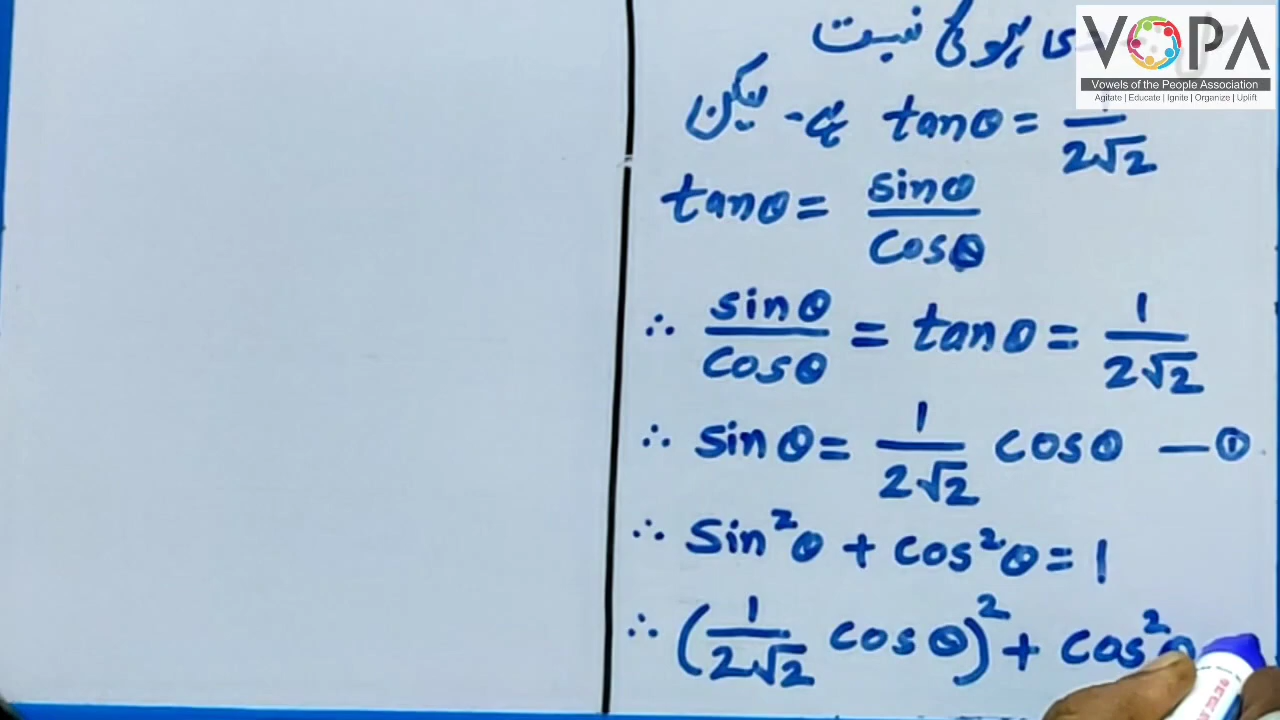 دی ہوئی نسبت
ہے۔ لیکن tanθ = 1/2√2
tanθ = sinθ/cosθ
∴ sinθ/cosθ = tanθ = 1/2√2
∴ sinθ = 1/2√2 cosθ —①
∴ sin²θ + cos²θ = 1
∴ (1/2√2 cosθ)² + cos²θ
VOPA
Vowels of the People Association
Agitate | Educate | Ignite | Organize | Uplift